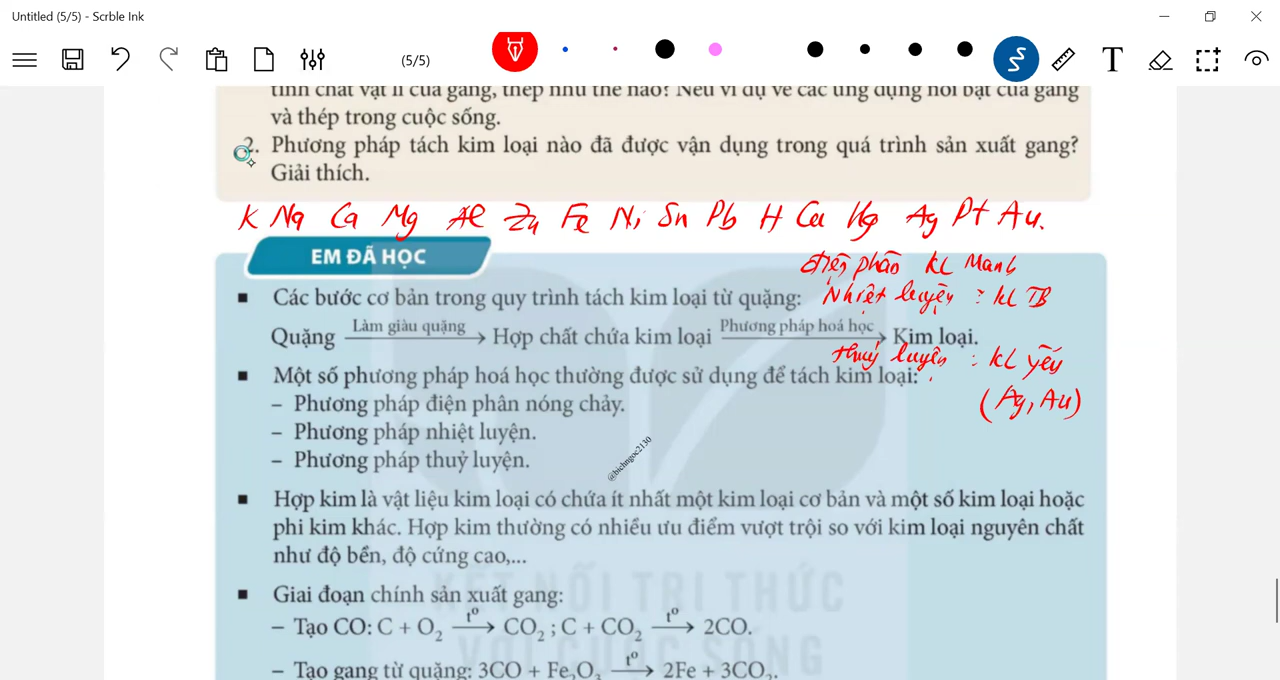 Untitled (5/5) - Scrble Ink
(5/5)
T
tính chất vật lí của gang, thép như thế nào? Nêu ví dụ về các ứng dụng nổi bật của gang
và thép trong cuộc sống.
2. Phương pháp tách kim loại nào đã được vận dụng trong quá trình sản xuất gang?
Giải thích.
K Na Ca Mg Al Zn Fe Ni Sn Pb H Cu Hg Ag Pt Au.
EM ĐÃ HỌC
điện phân KL Mạnh
■ Các bước cơ bản trong quy trình tách kim loại từ quặng: Nhiệt luyện : KL TB
Quặng Làm giàu quặng → Hợp chất chứa kim loại Phương pháp hoá học → Kim loại.
thuỷ luyện : KL yếu
■ Một số phương pháp hoá học thường được sử dụng để tách kim loại:
(Ag, Au)
– Phương pháp điện phân nóng chảy.
– Phương pháp nhiệt luyện.
– Phương pháp thuỷ luyện.
@bichngoc2130
■ Hợp kim là vật liệu kim loại có chứa ít nhất một kim loại cơ bản và một số kim loại hoặc
phi kim khác. Hợp kim thường có nhiều ưu điểm vượt trội so với kim loại nguyên chất
như độ bền, độ cứng cao,...
KẾT NỐI TRI THỨC
■ Giai đoạn chính sản xuất gang:
– Tạo CO: C + O₂ t° → CO₂ ; C + CO₂ t° → 2CO.
VỚI CUỘC SỐNG
– Tạo gang từ quặng: 3CO + Fe₂O₃ t° → 2Fe + 3CO₂.